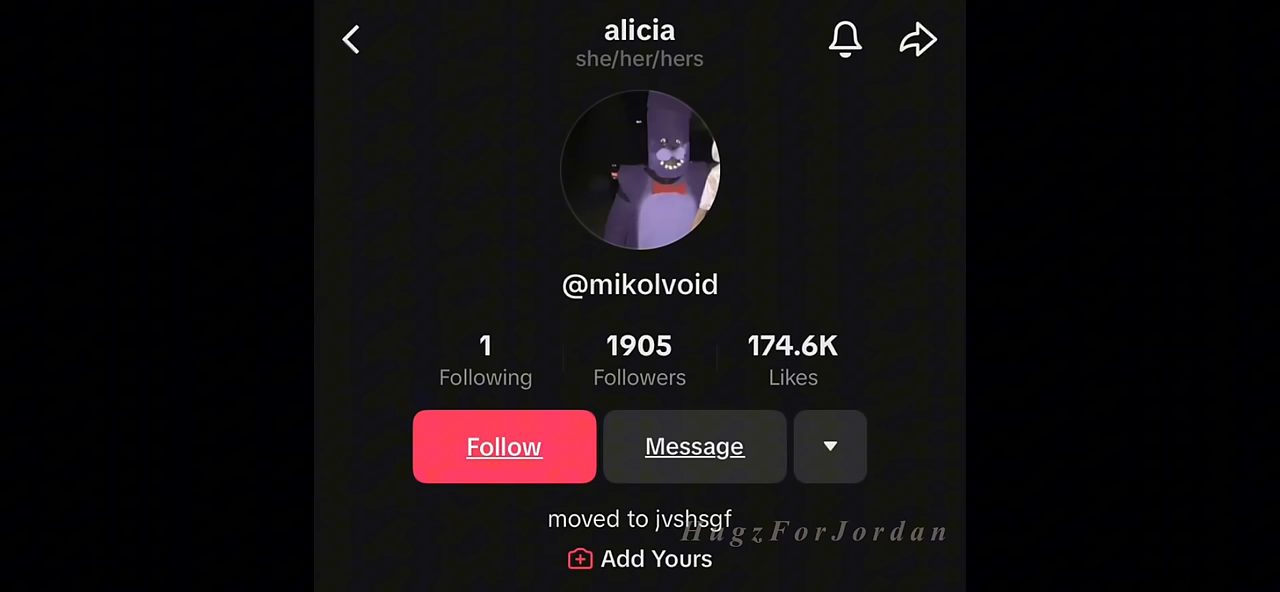 alicia
she/her/hers
@mikolvoid
1 1905 174.6K
Following Followers Likes
Follow Message
moved to jvshsgf
HugzForJordan
Add Yours